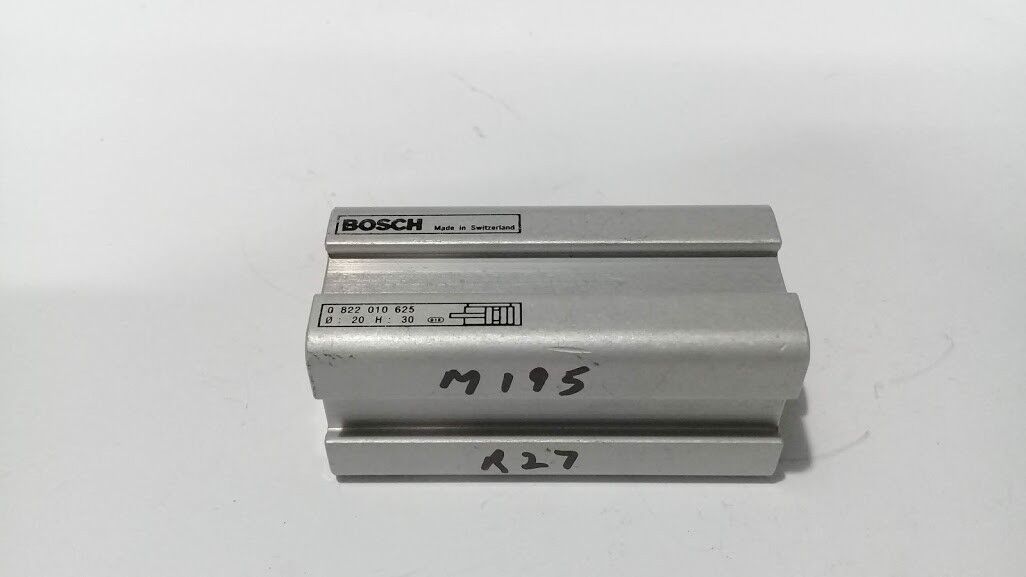 BOSCH Made in Switzerland
0 822 010 625
Ø : 20 H : 30
M195
R27